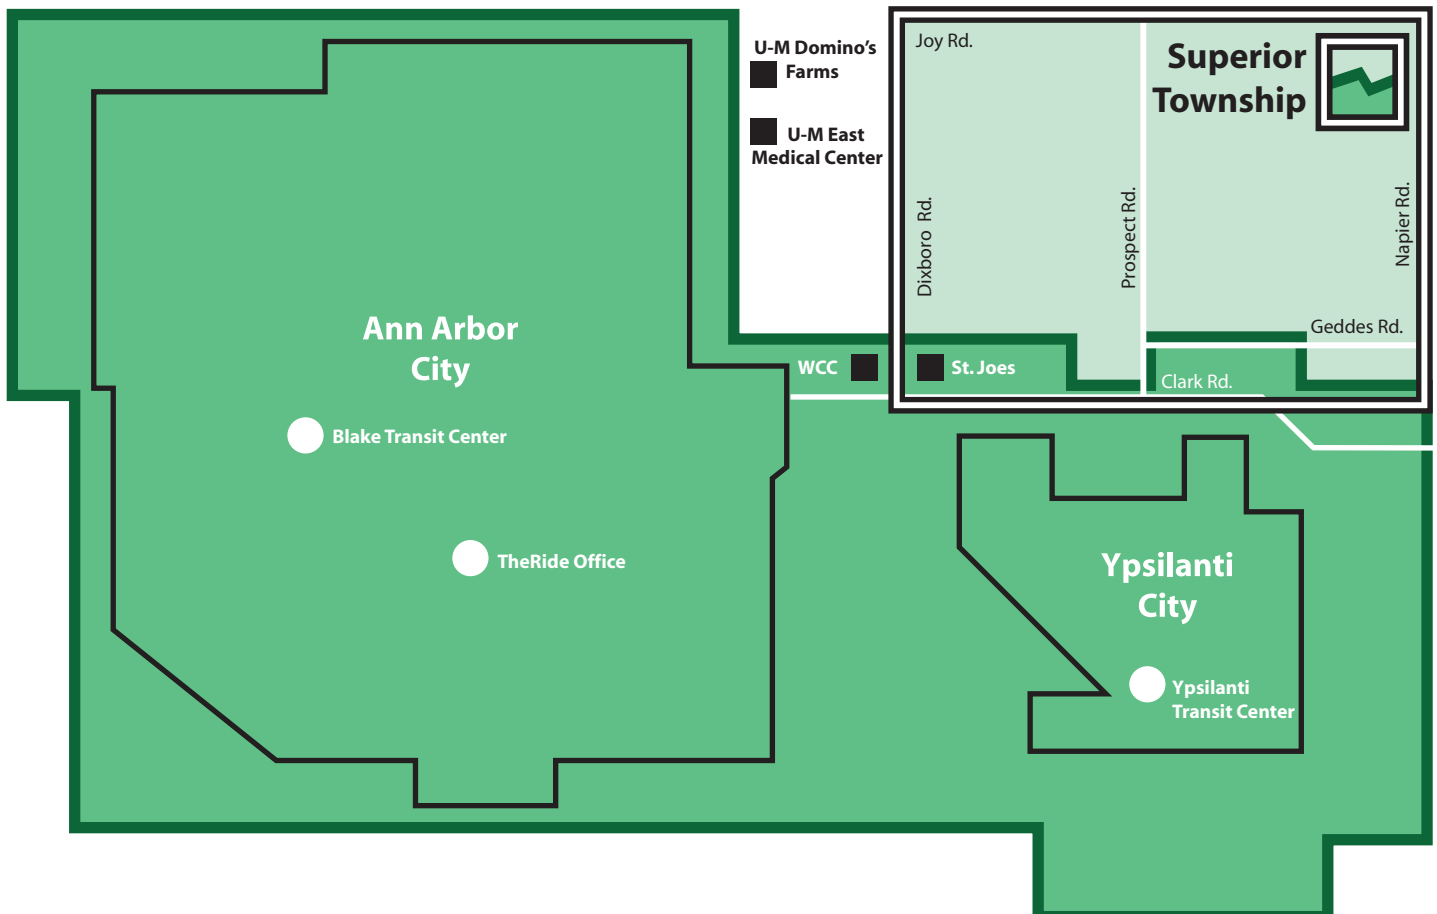 U-M Domino's
Farms
U-M East
Medical Center
Joy Rd.
Superior
Township
Dixboro Rd.
Prospect Rd.
Napier Rd.
Geddes Rd.
Ann Arbor
City
WCC
St. Joes
Clark Rd.
Blake Transit Center
TheRide Office
Ypsilanti
City
Ypsilanti
Transit Center